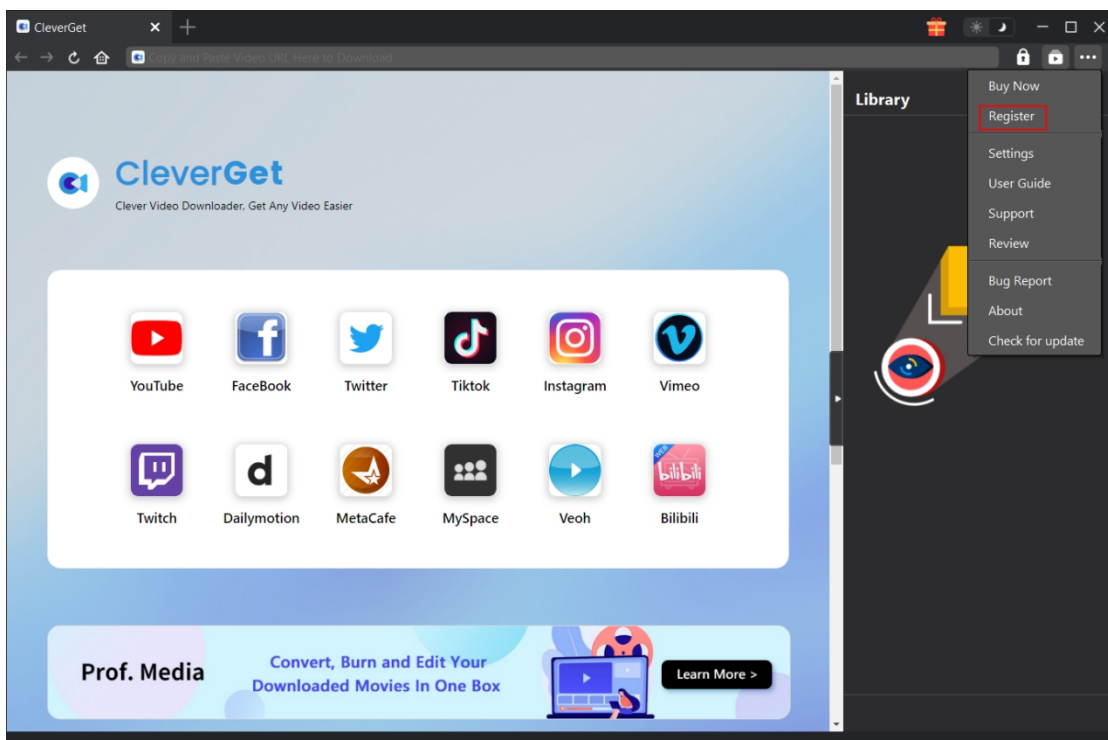 CleverGet
Copy and Paste Video URL Here to Download
Library
Buy Now
Register
Settings
User Guide
Support
Review
Bug Report
About
Check for update
CleverGet
Clever Video Downloader, Get Any Video Easier
YouTube
FaceBook
Twitter
Tiktok
Instagram
Vimeo
WEB
bilibili
Twitch
Dailymotion
MetaCafe
MySpace
Veoh
Bilibili
Prof. Media
Convert, Burn and Edit Your
Downloaded Movies In One Box
Learn More >